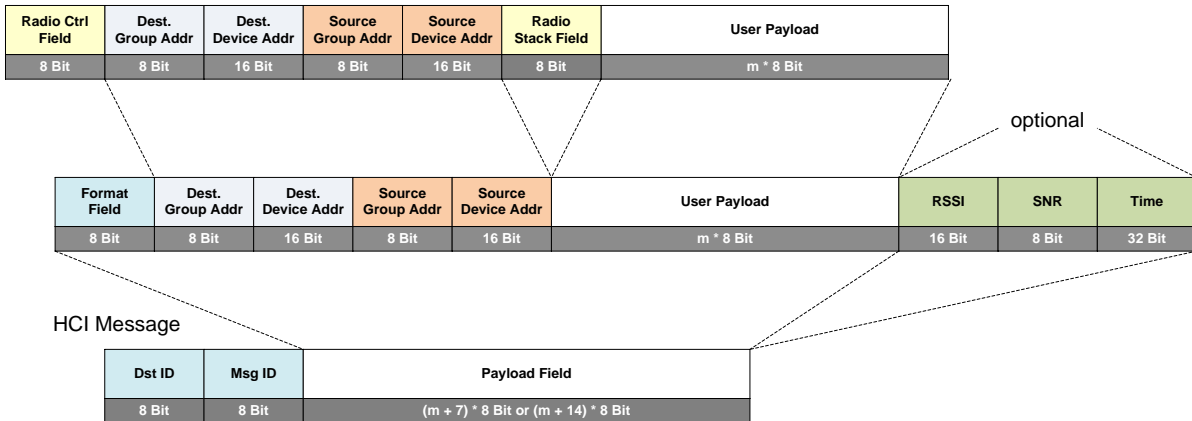 Radio Ctrl Field Dest. Group Addr Dest. Device Addr Source Group Addr Source Device Addr Radio Stack Field User Payload
8 Bit 8 Bit 16 Bit 8 Bit 16 Bit 8 Bit m * 8 Bit
optional
Format Field Dest. Group Addr Dest. Device Addr Source Group Addr Source Device Addr User Payload RSSI SNR Time
8 Bit 8 Bit 16 Bit 8 Bit 16 Bit m * 8 Bit 16 Bit 8 Bit 32 Bit
HCI Message
Dst ID Msg ID Payload Field
8 Bit 8 Bit (m + 7) * 8 Bit or (m + 14) * 8 Bit